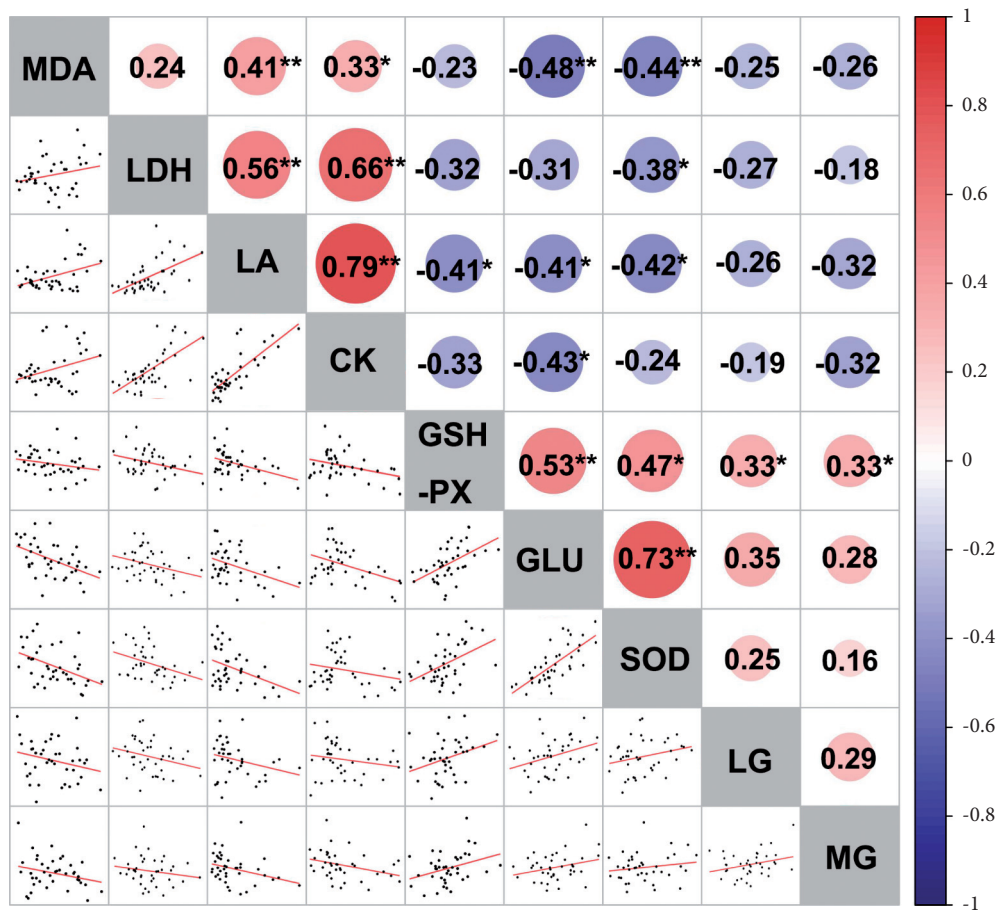 MDA 0.24 0.41** 0.33* -0.23 -0.48** -0.44** -0.25 -0.26
LDH 0.56** 0.66** -0.32 -0.31 -0.38* -0.27 -0.18
LA 0.79** -0.41* -0.41* -0.42* -0.26 -0.32
CK -0.33 -0.43* -0.24 -0.19 -0.32
GSH
-PX 0.53** 0.47* 0.33* 0.33*
GLU 0.73** 0.35 0.28
SOD 0.25 0.16
LG 0.29
MG
1
0.8
0.6
0.4
0.2
0
-0.2
-0.4
-0.6
-0.8
-1